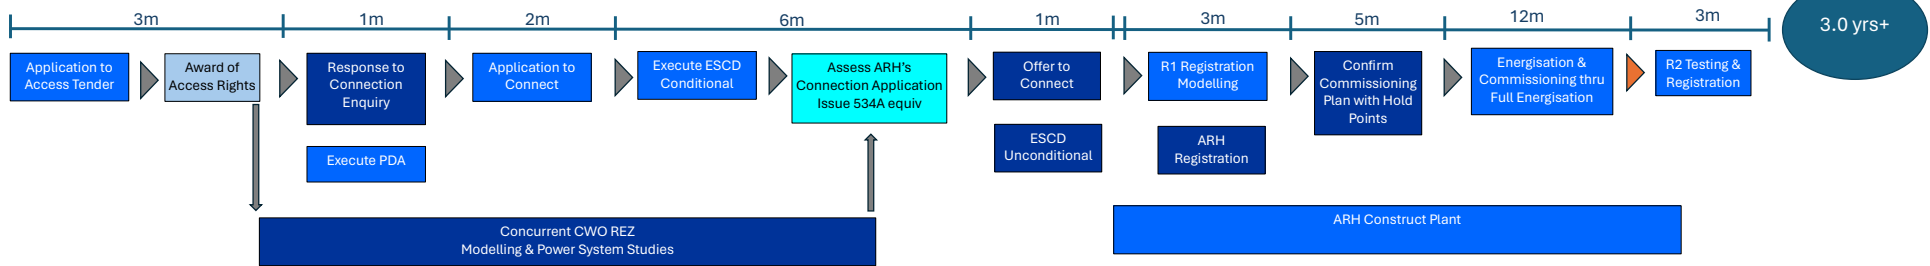 3m
1m
2m
6m
1m
3m
5m
12m
3m
3.0 yrs+
Application to
Access Tender
Award of
Access Rights
Response to
Connection
Enquiry
Application to
Connect
Execute ESCD
Conditional
Assess ARH's
Connection Application
Issue 534A equiv
Offer to
Connect
R1 Registration
Modelling
Confirm
Commissioning
Plan with Hold
Points
Energisation &
Commissioning thru
Full Energisation
R2 Testing &
Registration
Execute PDA
ESCD
Unconditional
ARH
Registration
Concurrent CWO REZ
Modelling & Power System Studies
ARH Construct Plant